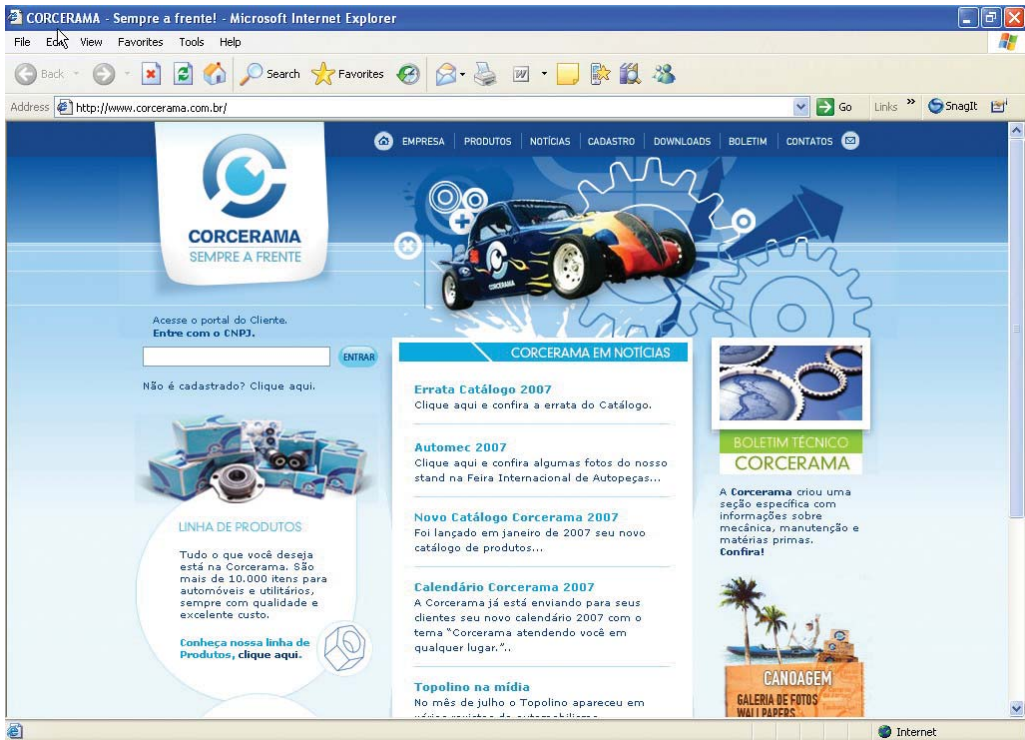 CORCERAMA - Sempre a frente! - Microsoft Internet Explorer
File Edit View Favorites Tools Help
Back Search Favorites
Address http://www.corcerama.com.br/ Go Links » SnagIt
EMPRESA PRODUTOS NOTÍCIAS CADASTRO DOWNLOADS BOLETIM CONTATOS
CORCERAMA
SEMPRE A FRENTE
CORCERAMA
Acesse o portal do Cliente.
Entre com o CNPJ.
ENTRAR
Não é cadastrado? Clique aqui.
LINHA DE PRODUTOS
Tudo o que você deseja
está na Corcerama. São
mais de 10.000 itens para
automóveis e utilitários,
sempre com qualidade e
excelente custo.
Conheça nossa linha de
Produtos, clique aqui.
CORCERAMA EM NOTÍCIAS
Errata Catálogo 2007
Clique aqui e confira a errata do Catálogo.
Automec 2007
Clique aqui e confira algumas fotos do nosso
stand na Feira Internacional de Autopeças...
Novo Catálogo Corcerama 2007
Foi lançado em janeiro de 2007 seu novo
catálogo de produtos...
Calendário Corcerama 2007
A Corcerama já está enviando para seus
clientes seu novo calendário 2007 com o
tema “Corcerama atendendo você em
qualquer lugar.”..
Topolino na mídia
No mês de julho o Topolino apareceu em
BOLETIM TÉCNICO
CORCERAMA
A Corcerama criou uma
seção específica com
informações sobre
mecânica, manutenção e
matérias primas.
Confira!
CANOAGEM
GALERIA DE FOTOS
WALLPAPERS
Internet